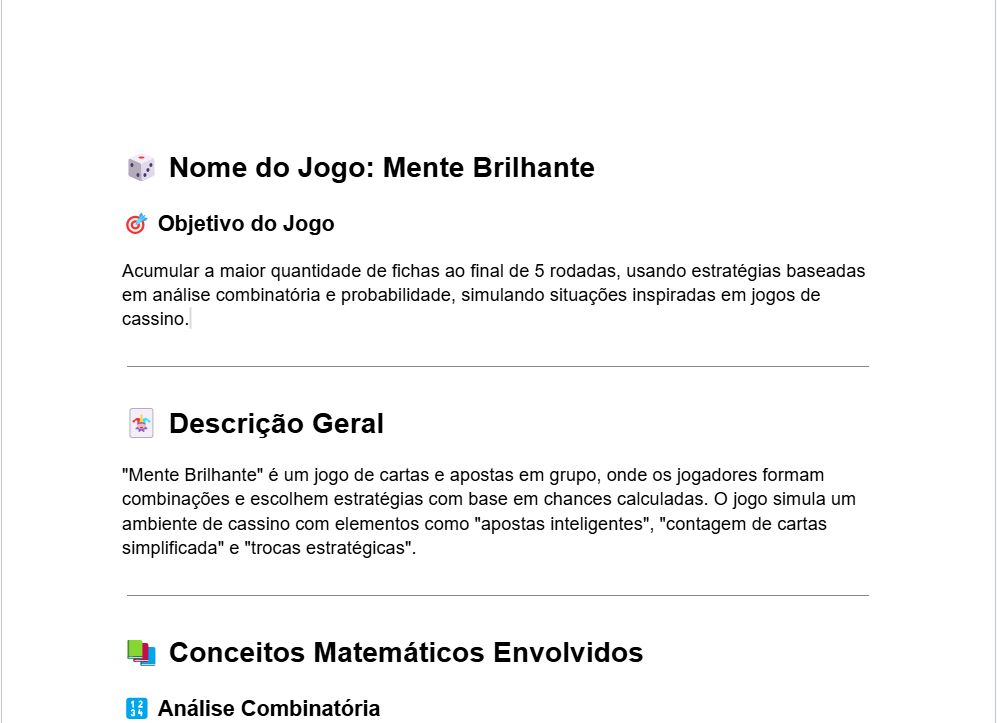 Nome do Jogo: Mente Brilhante
Objetivo do Jogo
Acumular a maior quantidade de fichas ao final de 5 rodadas, usando estratégias baseadas
em análise combinatória e probabilidade, simulando situações inspiradas em jogos de
cassino.
Descrição Geral
"Mente Brilhante" é um jogo de cartas e apostas em grupo, onde os jogadores formam
combinações e escolhem estratégias com base em chances calculadas. O jogo simula um
ambiente de cassino com elementos como "apostas inteligentes", "contagem de cartas
simplificada" e "trocas estratégicas".
Conceitos Matemáticos Envolvidos
Análise Combinatória